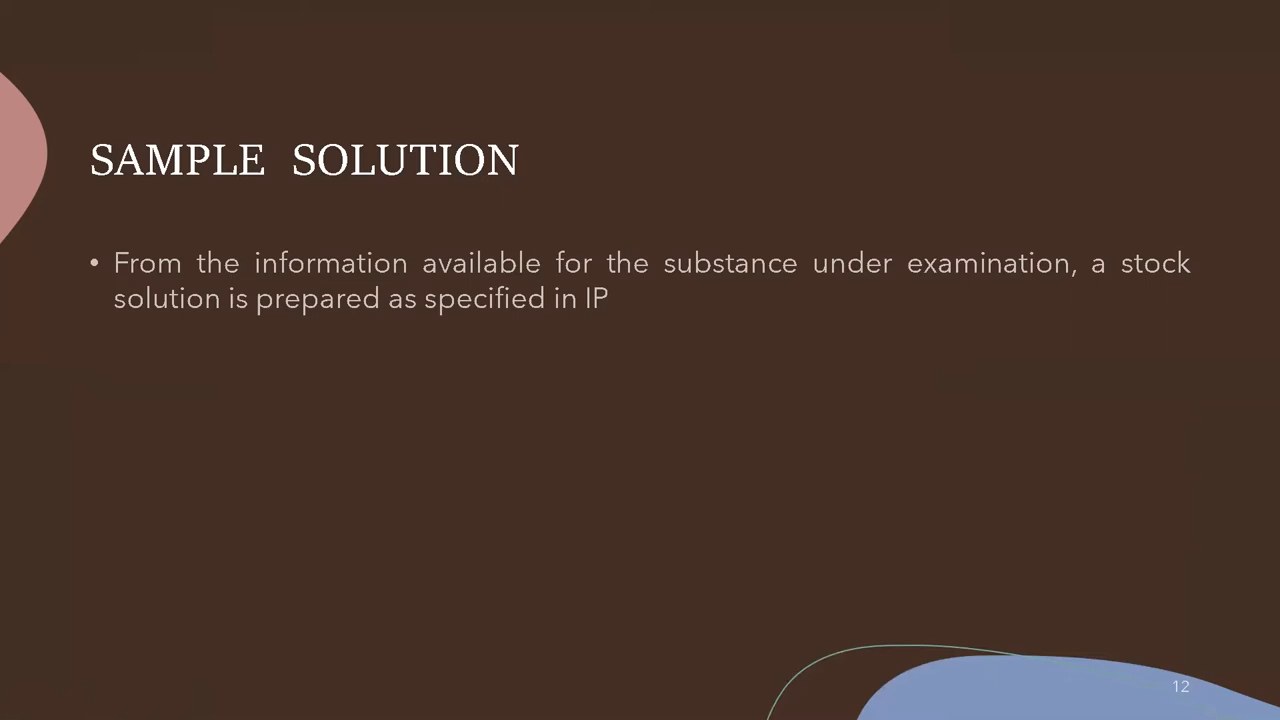 SAMPLE SOLUTION
• From the information available for the substance under examination, a stock
solution is prepared as specified in IP
12